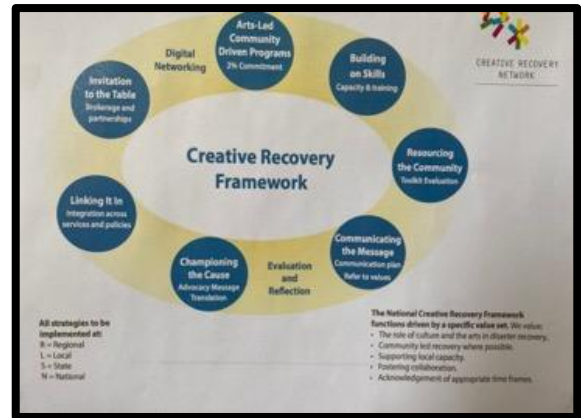 Arts-Led
Community
Driven Programs
2% Commitment
Digital
Networking
Building
on Skills
Capacity & training
CREATIVE RECOVERY
NETWORK
Invitation
to the Table
Brokerage and
partnerships
Creative Recovery
Framework
Resourcing
the Community
Toolkit Evaluation
Linking It In
Integration across
services and policies
Communicating
the Message
Communication plan
Refer to values
Championing
the Cause
Advocacy Message
Translation
Evaluation
and
Reflection
All strategies to be
implemented at:
R = Regional
L = Local
S = State
N = National
The National Creative Recovery Framework
functions driven by a specific value set. We value:
• The role of culture and the arts in disaster recovery.
• Community led recovery where possible.
• Supporting local capacity.
• Fostering collaboration.
• Acknowledgement of appropriate time frames.